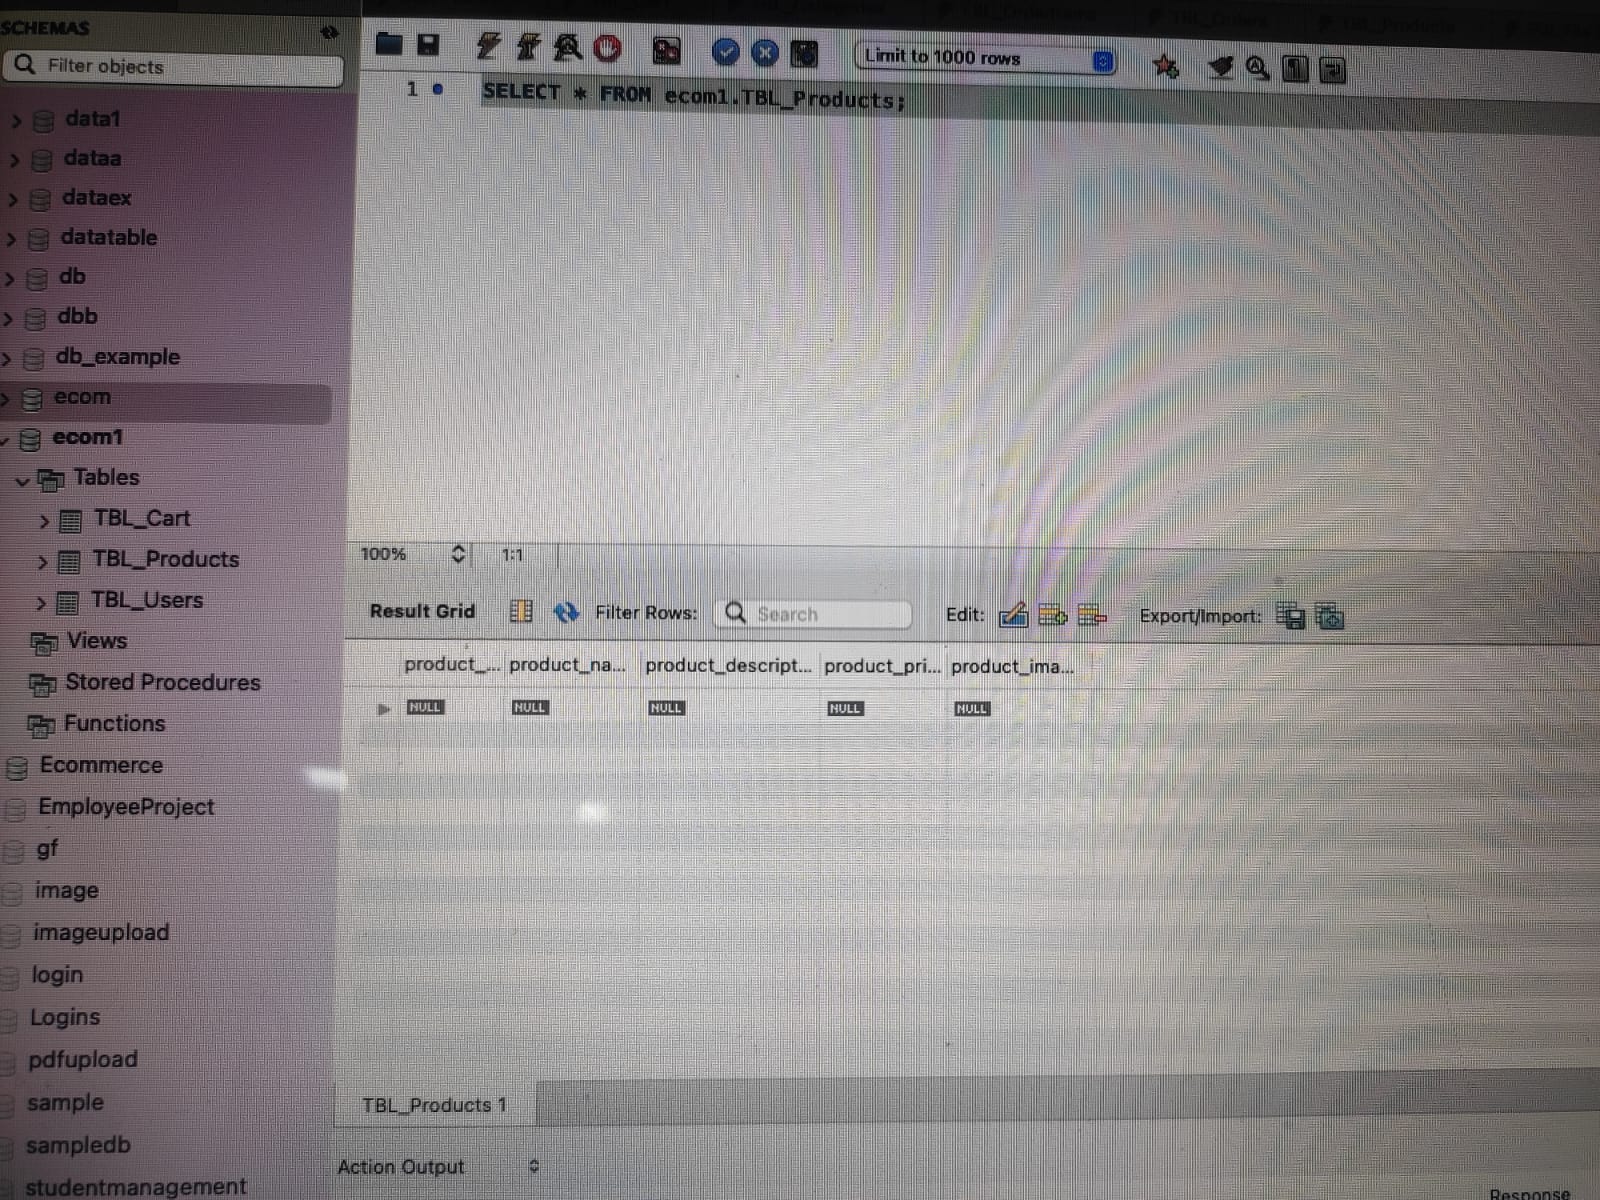 SCHEMAS
Filter objects
data1
dataa
dataex
datatable
db
dbb
db_example
ecom
ecom1
Tables
TBL_Cart
TBL_Products
TBL_Users
Views
Stored Procedures
Functions
Ecommerce
EmployeeProject
gf
image
imageupload
login
Logins
pdfupload
sample
sampledb
studentmanagement
Limit to 1000 rows
1 SELECT * FROM ecom1.TBL_Products;
100% 1:1
Result Grid Filter Rows: Search Edit: Export/Import:
product_... product_na... product_descript... product_pri... product_ima...
NULL NULL NULL NULL NULL
TBL_Products 1
Action Output
Response